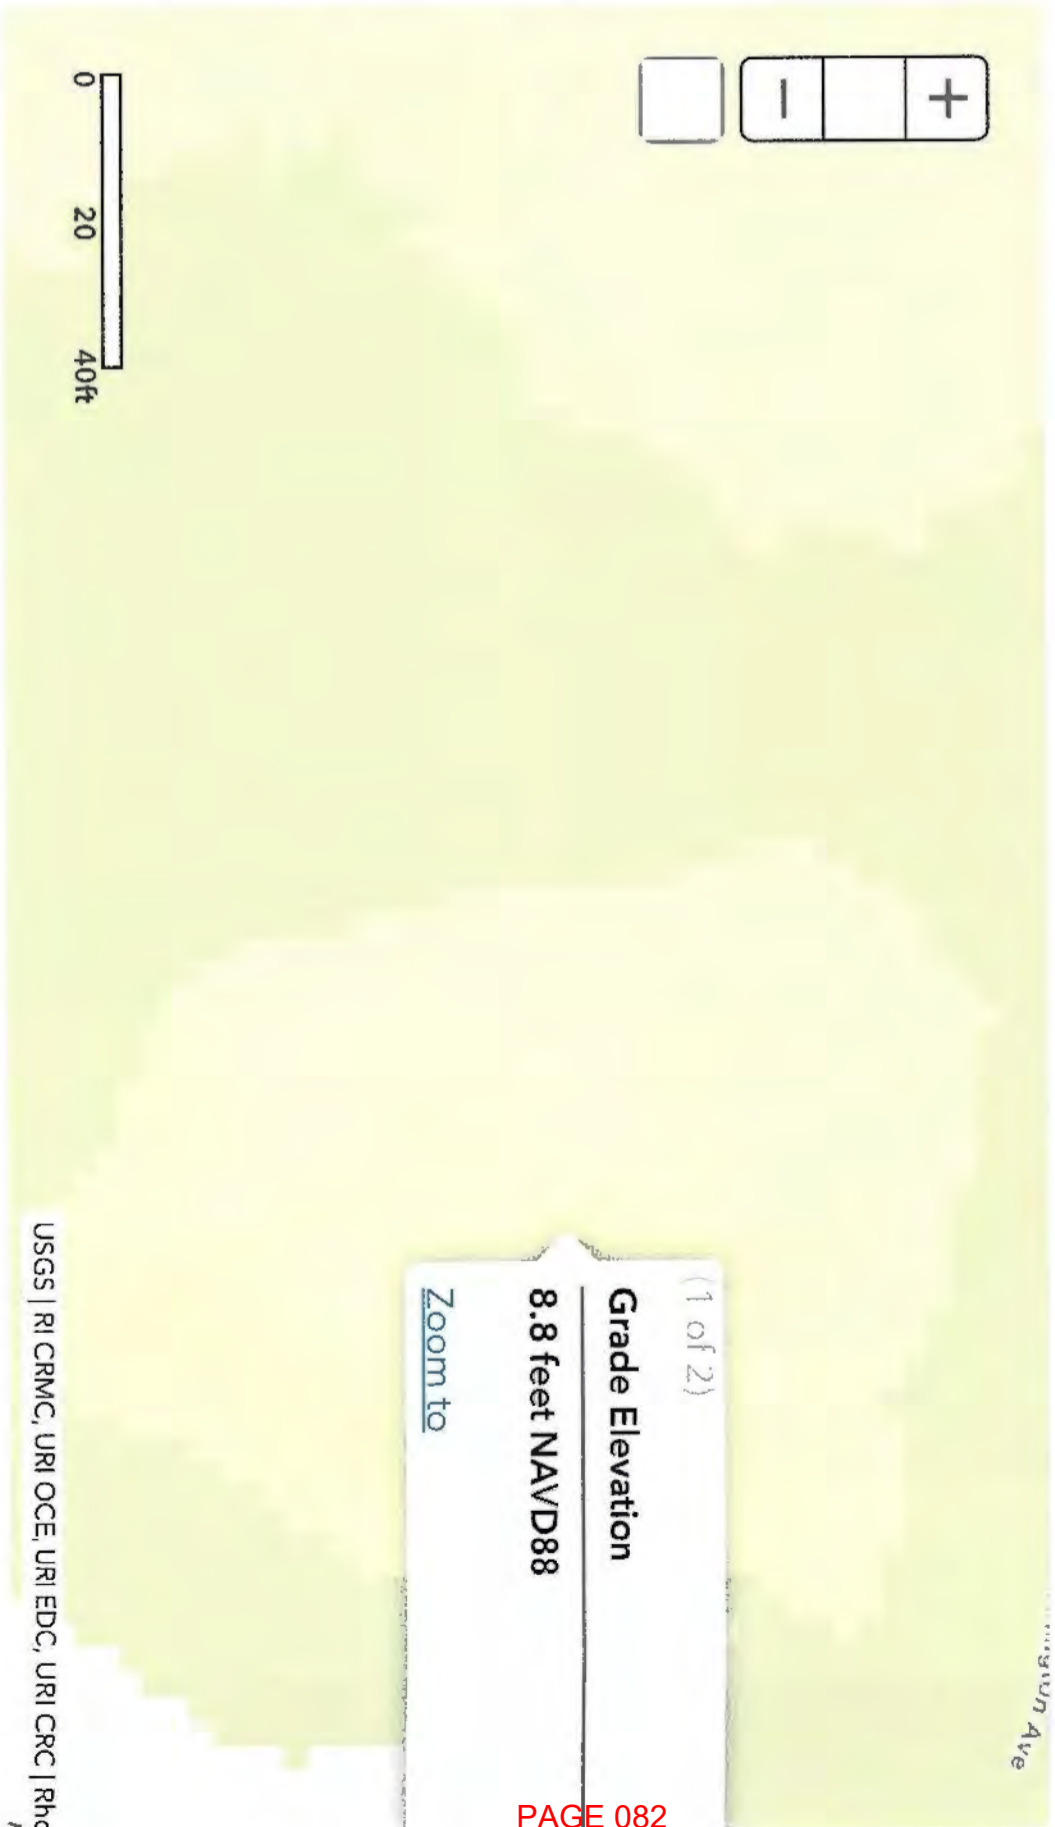 +
−
(1 of 2)
Grade Elevation
8.8 feet NAVD88
Zoom to
0 20 40ft
USGS | RI CRMC, URI OCE, URI EDC, URI CRC |
Ave
PAGE 082